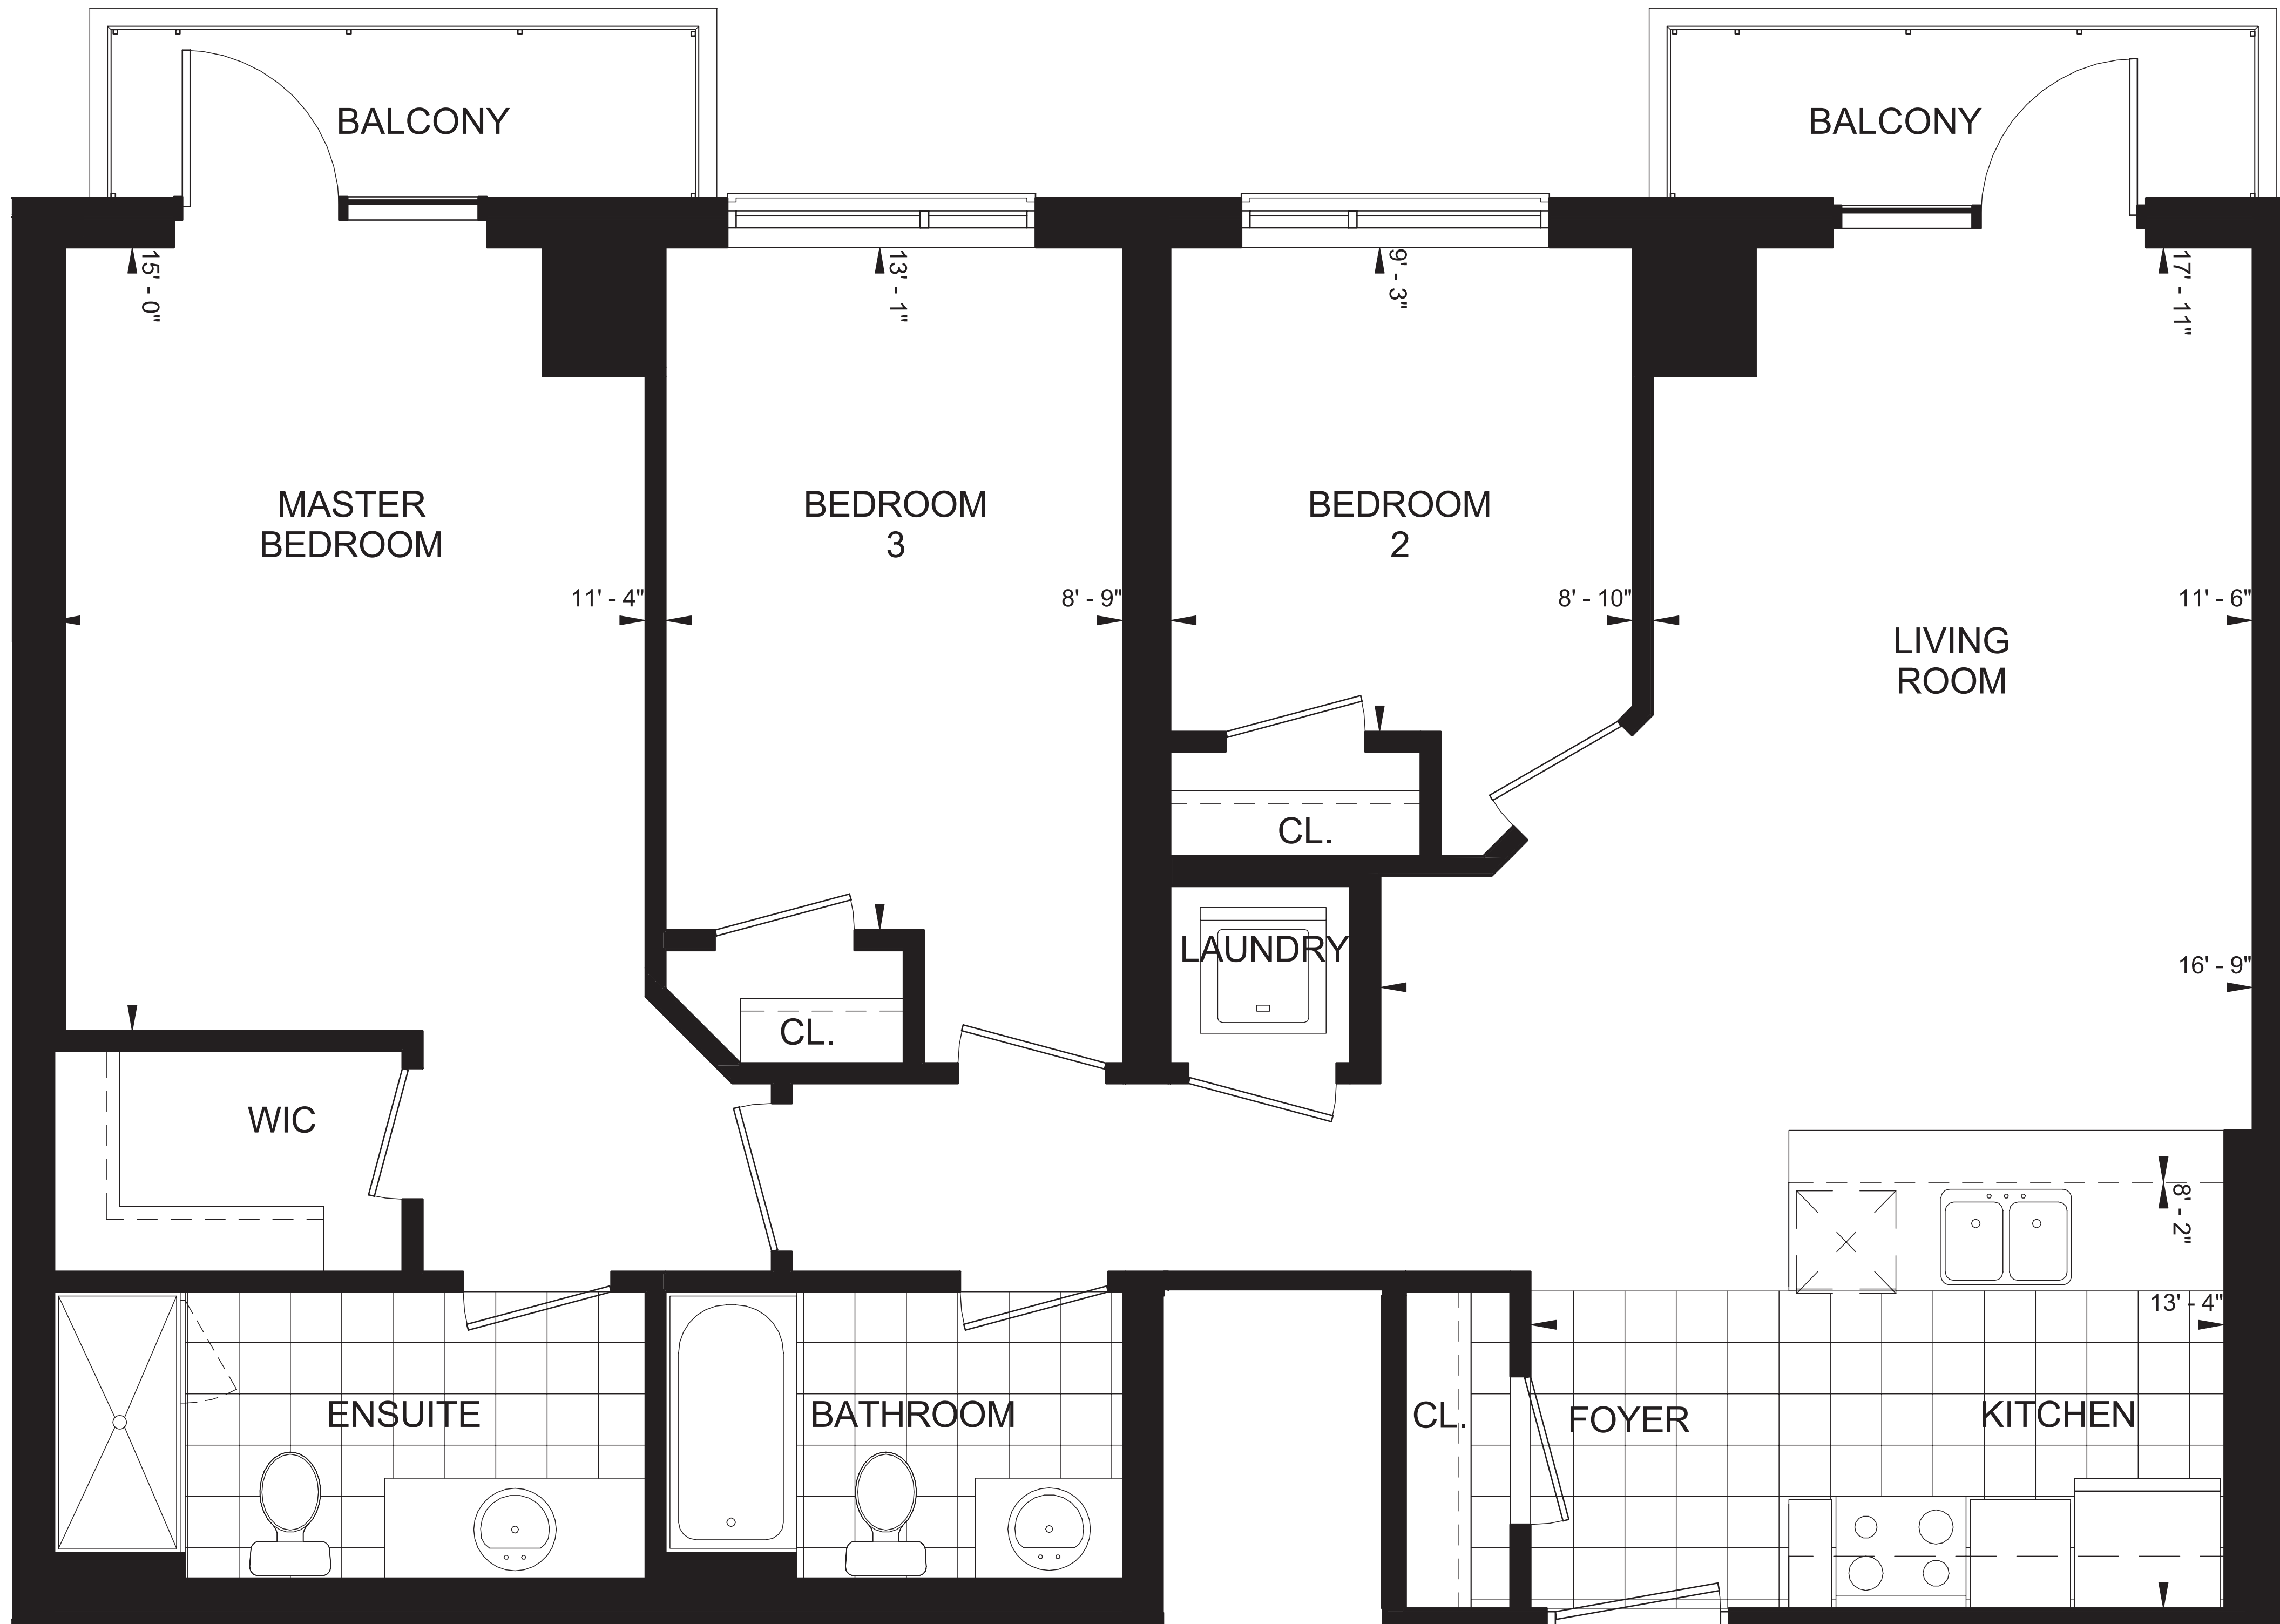 BALCONY
BALCONY
15' - 0"
13' - 1"
9' - 3"
17' - 11"
MASTER
BEDROOM
BEDROOM
3
BEDROOM
2
11' - 4"
8' - 9"
8' - 10"
11' - 6"
LIVING
ROOM
CL.
LAUNDRY
16' - 9"
CL.
WIC
8' - 2"
13' - 4"
ENSUITE
BATHROOM
CL.
FOYER
KITCHEN